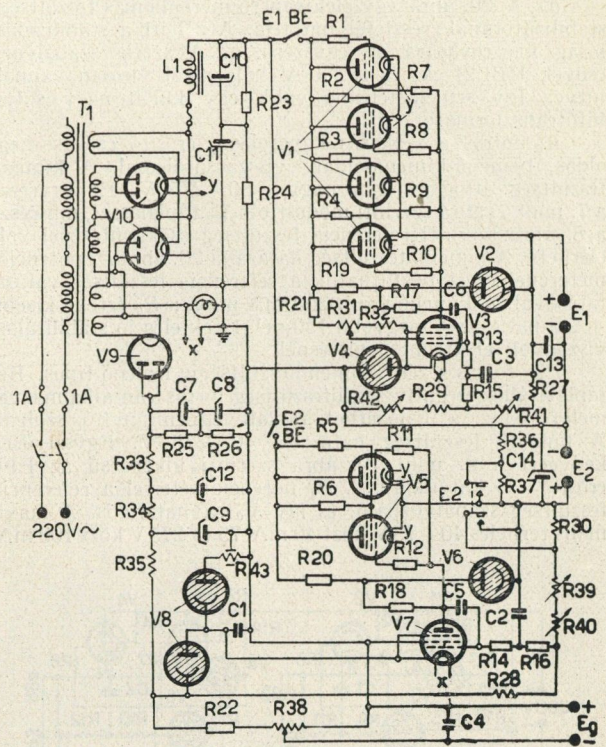 E1 BE R1
L1 C10 R2 R7
T1 R23 y
R3 R8
C11 V1
R24 R4 R9
y
V10 R10
V2
R19 C6
R17
R21 R31 R32 V3
x V4 R13 E1
V9 x C3 C13
R29 R15 R27
C7 C8 R42 R41
1A 1A E2
BE R5 R11 R36
R25 R26 C14 E2
R33 y V5 E2 R37
C12 R6
R34 y R30
220V~ C9 R12
R35 R43 R20 V6
R18 C5 R39
V8 C1 V7 C2 R40
R14 R16
x R28
R22 R38
C4 Eg